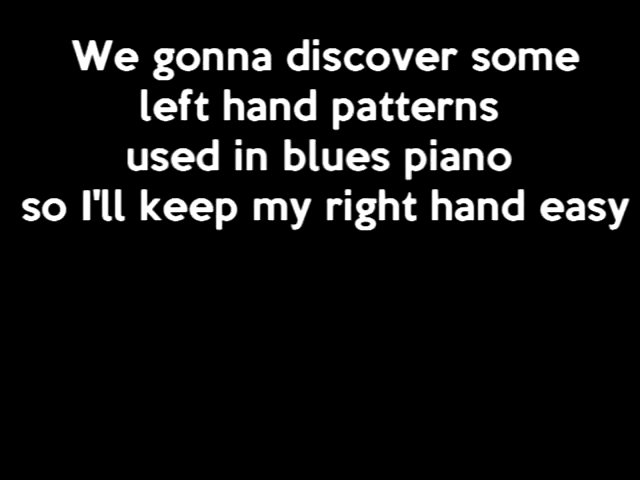 We gonna discover some
left hand patterns
used in blues piano
so I'll keep my right hand easy